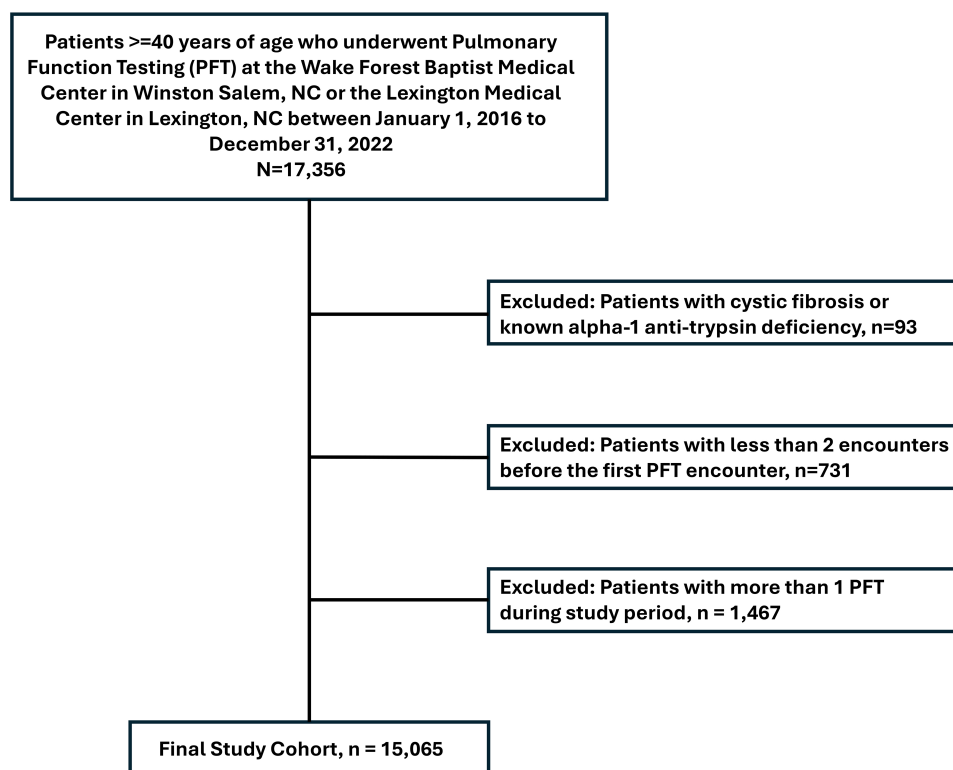 Patients >=40 years of age who underwent Pulmonary
Function Testing (PFT) at the Wake Forest Baptist Medical
Center in Winston Salem, NC or the Lexington Medical
Center in Lexington, NC between January 1, 2016 to
December 31, 2022
N=17,356
Excluded: Patients with cystic fibrosis or
known alpha-1 anti-trypsin deficiency, n=93
Excluded: Patients with less than 2 encounters
before the first PFT encounter, n=731
Excluded: Patients with more than 1 PFT
during study period, n = 1,467
Final Study Cohort, n = 15,065